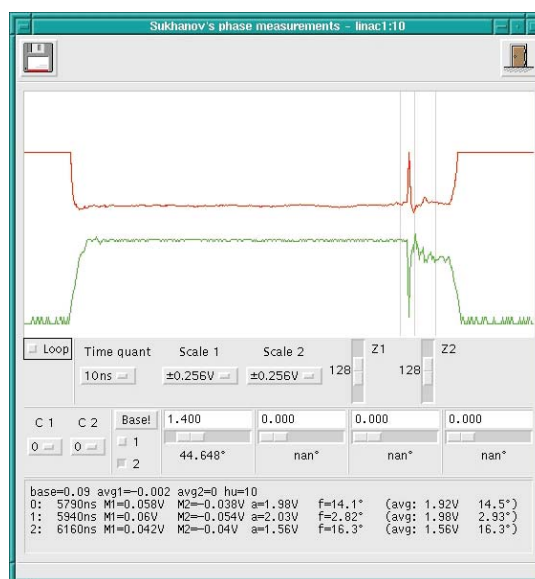 Sukhanov's phase measurements - linac1:10
Loop Time quant Scale 1 Scale 2 Z1 Z2
10ns ±0.256V ±0.256V 128 128
C 1 C 2 Base! 1.400 0.000 0.000 0.000
0 0 1
2 44.648° nan° nan° nan°
base=0.09 avg1=-0.002 avg2=0 hu=10
0: 5790ns M1=0.058V M2=-0.038V a=1.98V f=14.1° (avg: 1.92V 14.5°)
1: 5940ns M1=0.06V M2=-0.054V a=2.03V f=2.82° (avg: 1.98V 2.93°)
2: 6160ns M1=0.042V M2=-0.04V a=1.56V f=16.3° (avg: 1.56V 16.3°)